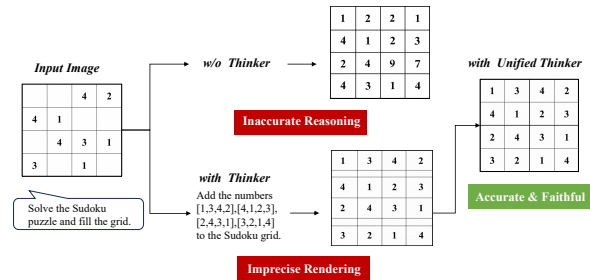 Input Image
4 2
4 1
4 3 1
3 1
Solve the Sudoku
puzzle and fill the grid.
w/o Thinker
1 2 2 1
4 1 2 3
2 4 9 7
4 3 1 4
Inaccurate Reasoning
with Thinker
Add the numbers
[1,3,4,2],[4,1,2,3],
[2,4,3,1],[3,2,1,4]
to the Sudoku grid.
1 3 4 2
4 1 2 3
2 4 3 1
3 2 1 4
Imprecise Rendering
with Unified Thinker
1 3 4 2
4 1 2 3
2 4 3 1
3 2 1 4
Accurate & Faithful